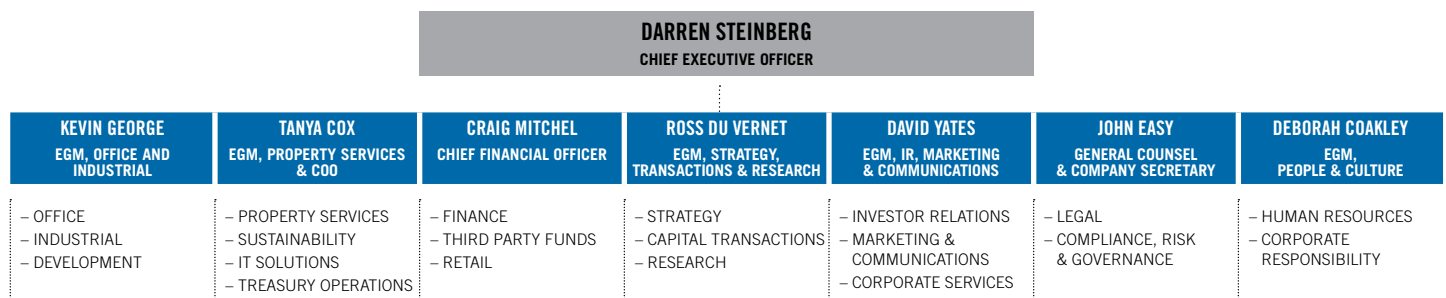 DARREN STEINBERG
CHIEF EXECUTIVE OFFICER
KEVIN GEORGE
EGM, OFFICE AND
INDUSTRIAL
– OFFICE
– INDUSTRIAL
– DEVELOPMENT
TANYA COX
EGM, PROPERTY SERVICES
& COO
– PROPERTY SERVICES
– SUSTAINABILITY
– IT SOLUTIONS
– TREASURY OPERATIONS
CRAIG MITCHEL
CHIEF FINANCIAL OFFICER
– FINANCE
– THIRD PARTY FUNDS
– RETAIL
ROSS DU VERNET
EGM, STRATEGY,
TRANSACTIONS & RESEARCH
– STRATEGY
– CAPITAL TRANSACTIONS
– RESEARCH
DAVID YATES
EGM, IR, MARKETING
& COMMUNICATIONS
– INVESTOR RELATIONS
– MARKETING &
COMMUNICATIONS
– CORPORATE SERVICES
JOHN EASY
GENERAL COUNSEL
& COMPANY SECRETARY
– LEGAL
– COMPLIANCE, RISK
& GOVERNANCE
DEBORAH COAKLEY
EGM,
PEOPLE & CULTURE
– HUMAN RESOURCES
– CORPORATE
RESPONSIBILITY